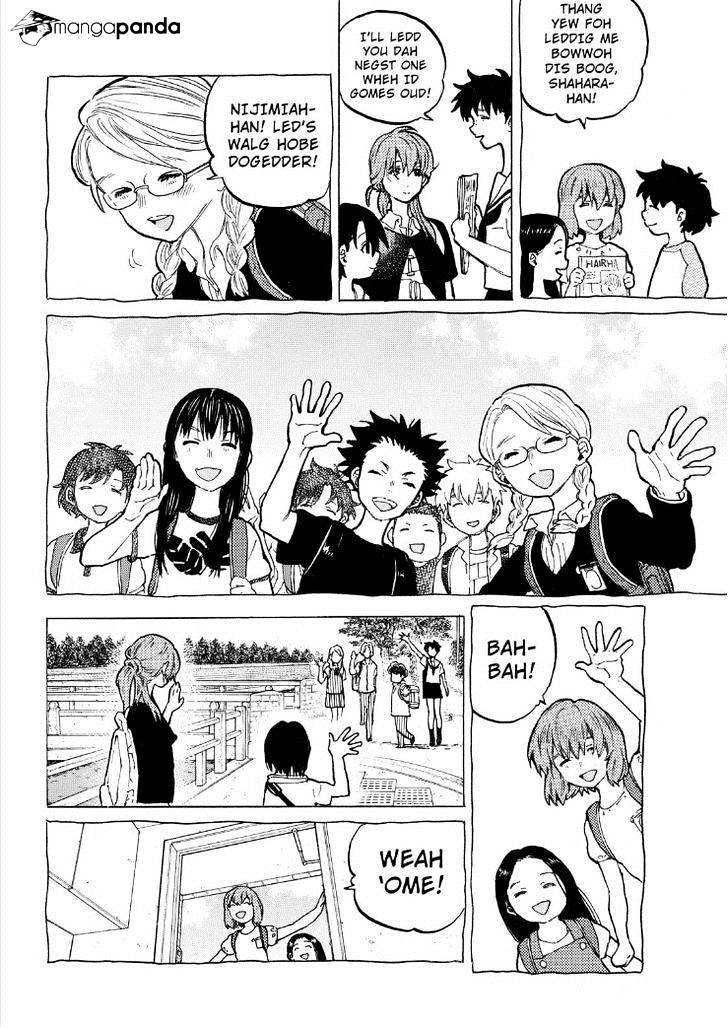 mangapanda
THANG
YEW FOH
LEDDIG ME
BOWWOH
DIS BOOG,
SHAHARA-
HAN!
HAIRHA
I'LL LEDD
YOU DAH
NEGST ONE
WHEH ID
GOMES OUD!
NIJIMIAH-
HAN! LED'S
WALG HOBE
DOGEDDER!
BAH-
BAH!
WEAH
'OME!